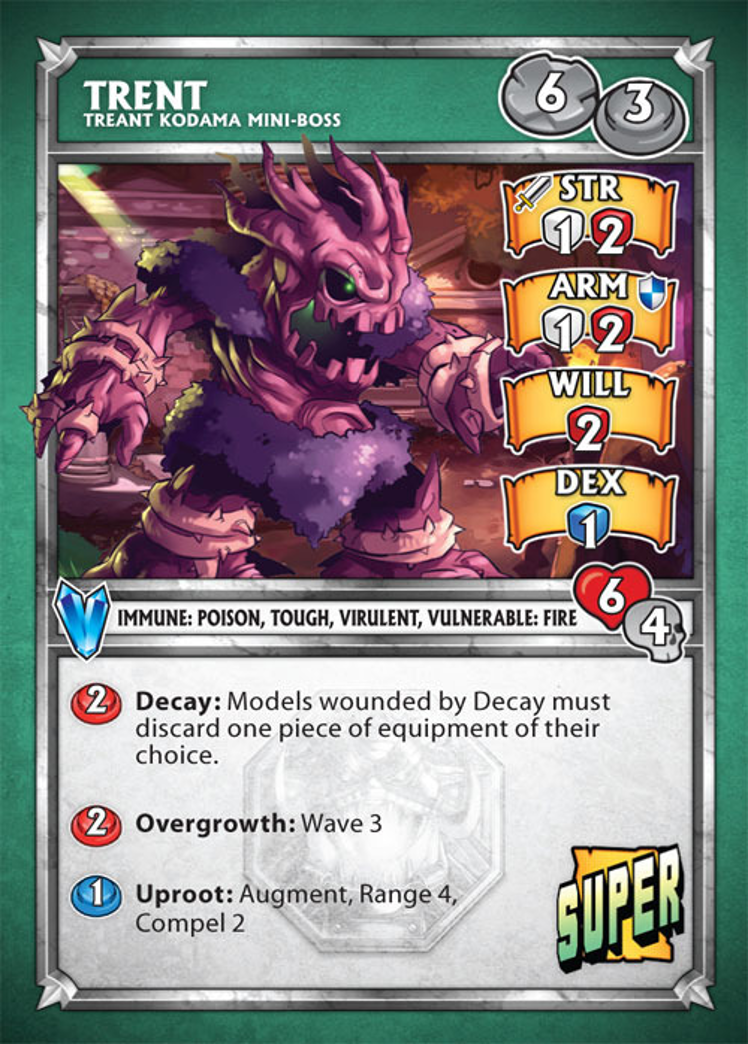 TRENT
TREANT KODAMA MINI-BOSS
6 3
STR
1 2
ARM
1 2
WILL
2
DEX
1
6
IMMUNE: POISON, TOUGH, VIRULENT, VULNERABLE: FIRE
4
2 Decay: Models wounded by Decay must
discard one piece of equipment of their
choice.
2 Overgrowth: Wave 3
1 Uproot: Augment, Range 4,
Compel 2
SUPER